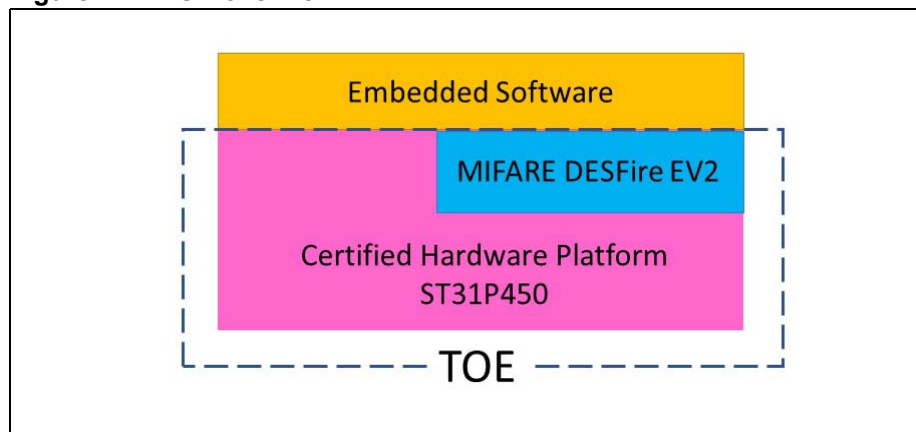 Embedded Software
MIFARE DESFire EV2
Certified Hardware Platform
ST31P450
TOE